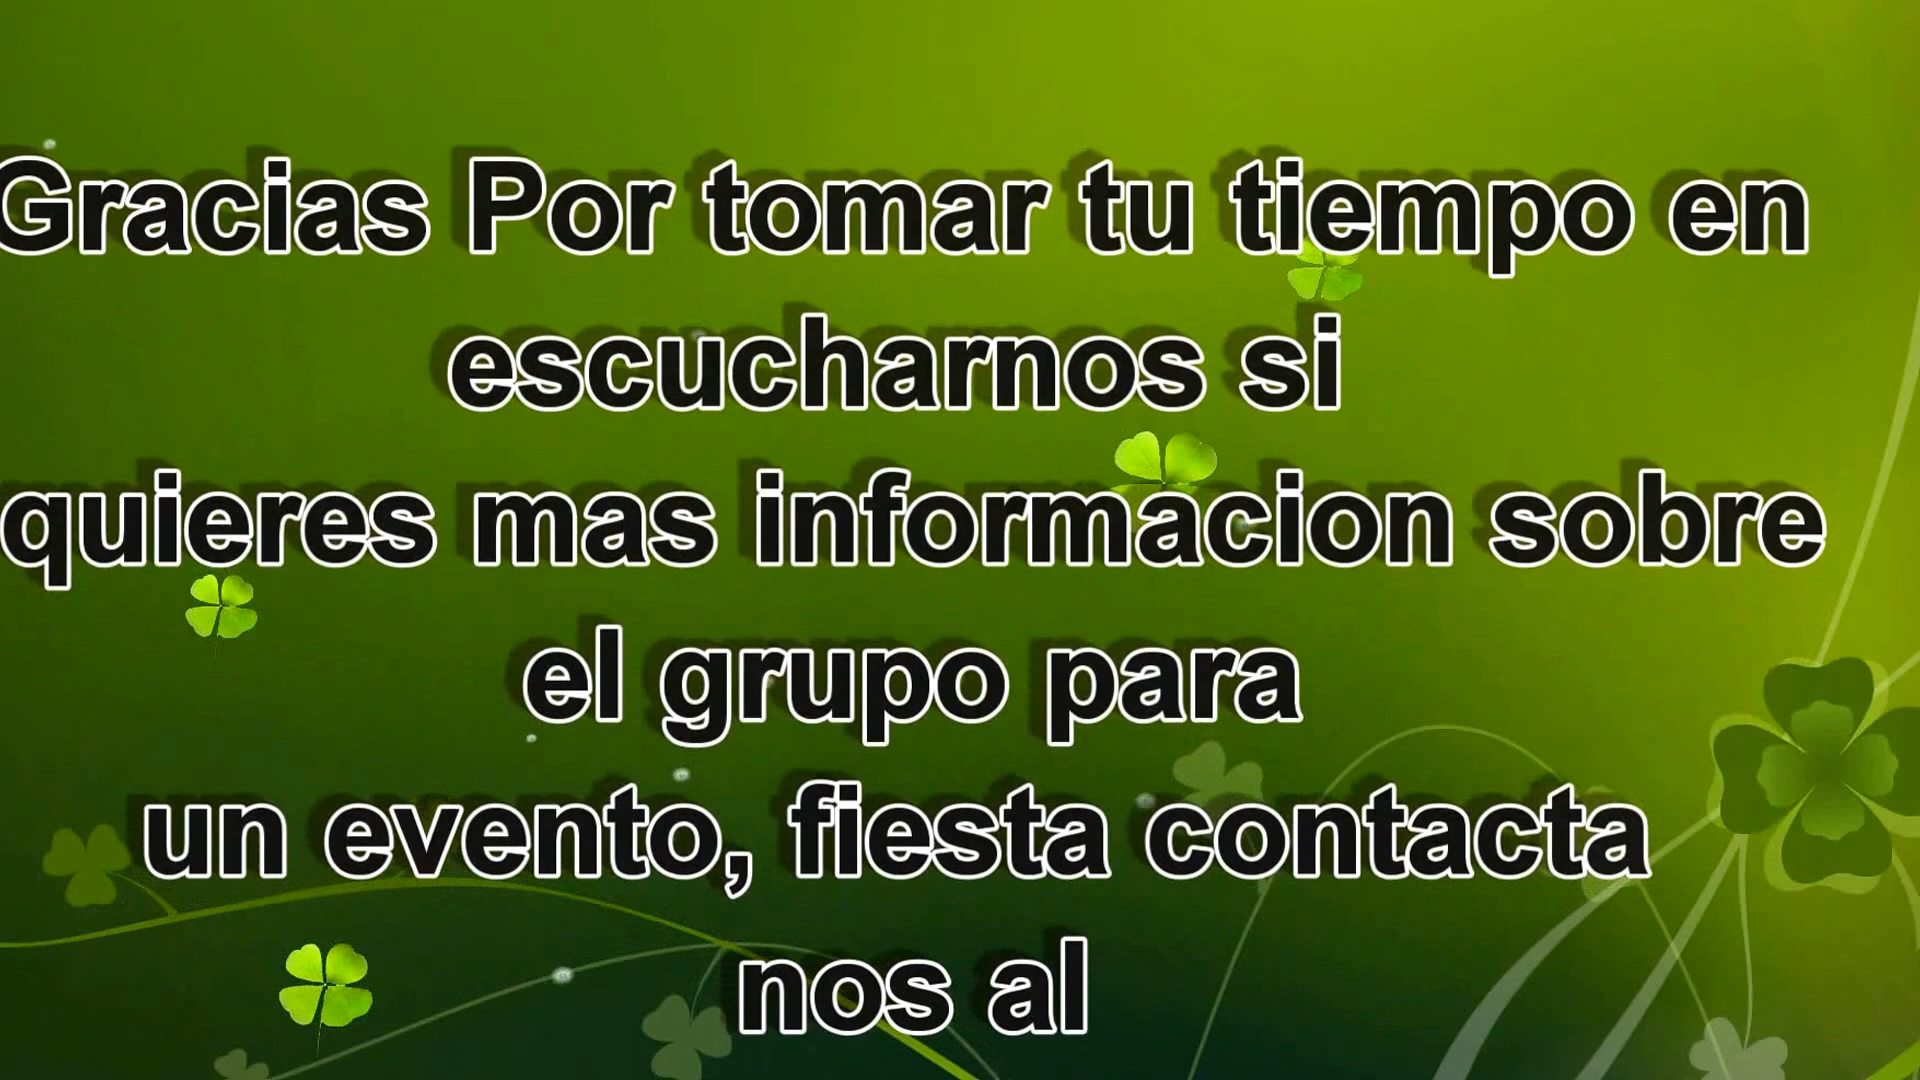 Gracias Por tomar tu tiempo en
escucharnos si
quieres mas informacion sobre
el grupo para
un evento, fiesta contacta
nos al